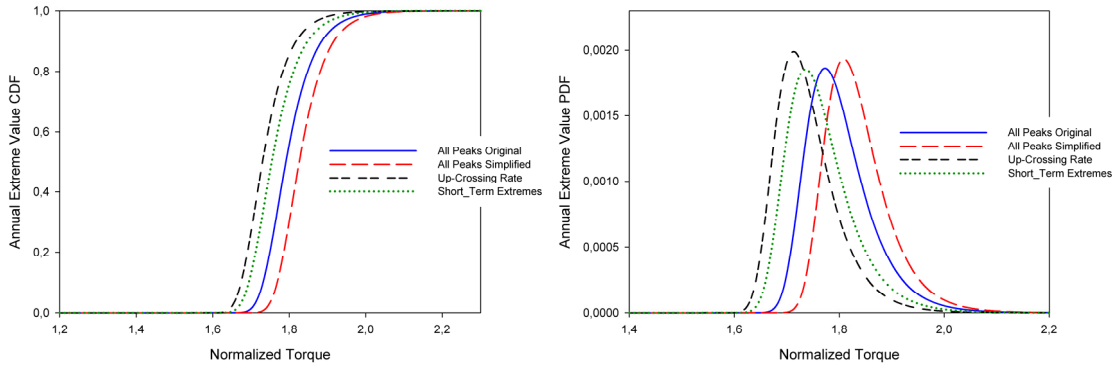 Annual Extreme Value CDF
1,0
0,8
0,6
0,4
0,2
0,0
1,2 1,4 1,6 1,8 2,0 2,2
Normalized Torque
All Peaks Original
All Peaks Simplified
Up-Crossing Rate
Short_Term Extremes
Annual Extreme Value PDF
0,0020
0,0015
0,0010
0,0005
0,0000
1,4 1,6 1,8 2,0 2,2
Normalized Torque
All Peaks Original
All Peaks Simplified
Up-Crossing Rate
Short_Term Extremes